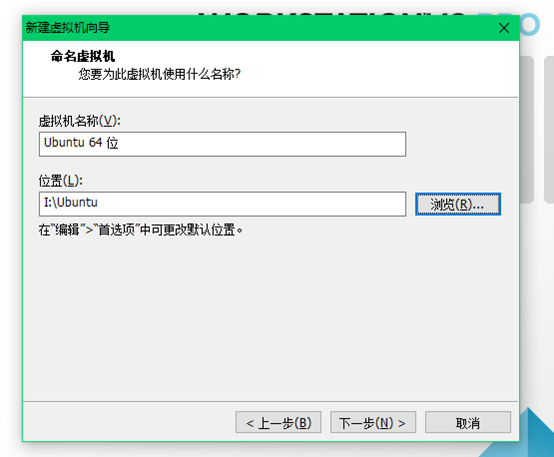 PRO
新建虚拟机向导
命名虚拟机
您要为此虚拟机使用什么名称?
虚拟机名称(V):
Ubuntu 64 位
位置(L):
I:\Ubuntu
浏览(R)...
在"编辑">"首选项"中可更改默认位置。
< 上一步(B)
下一步(N) >
取消